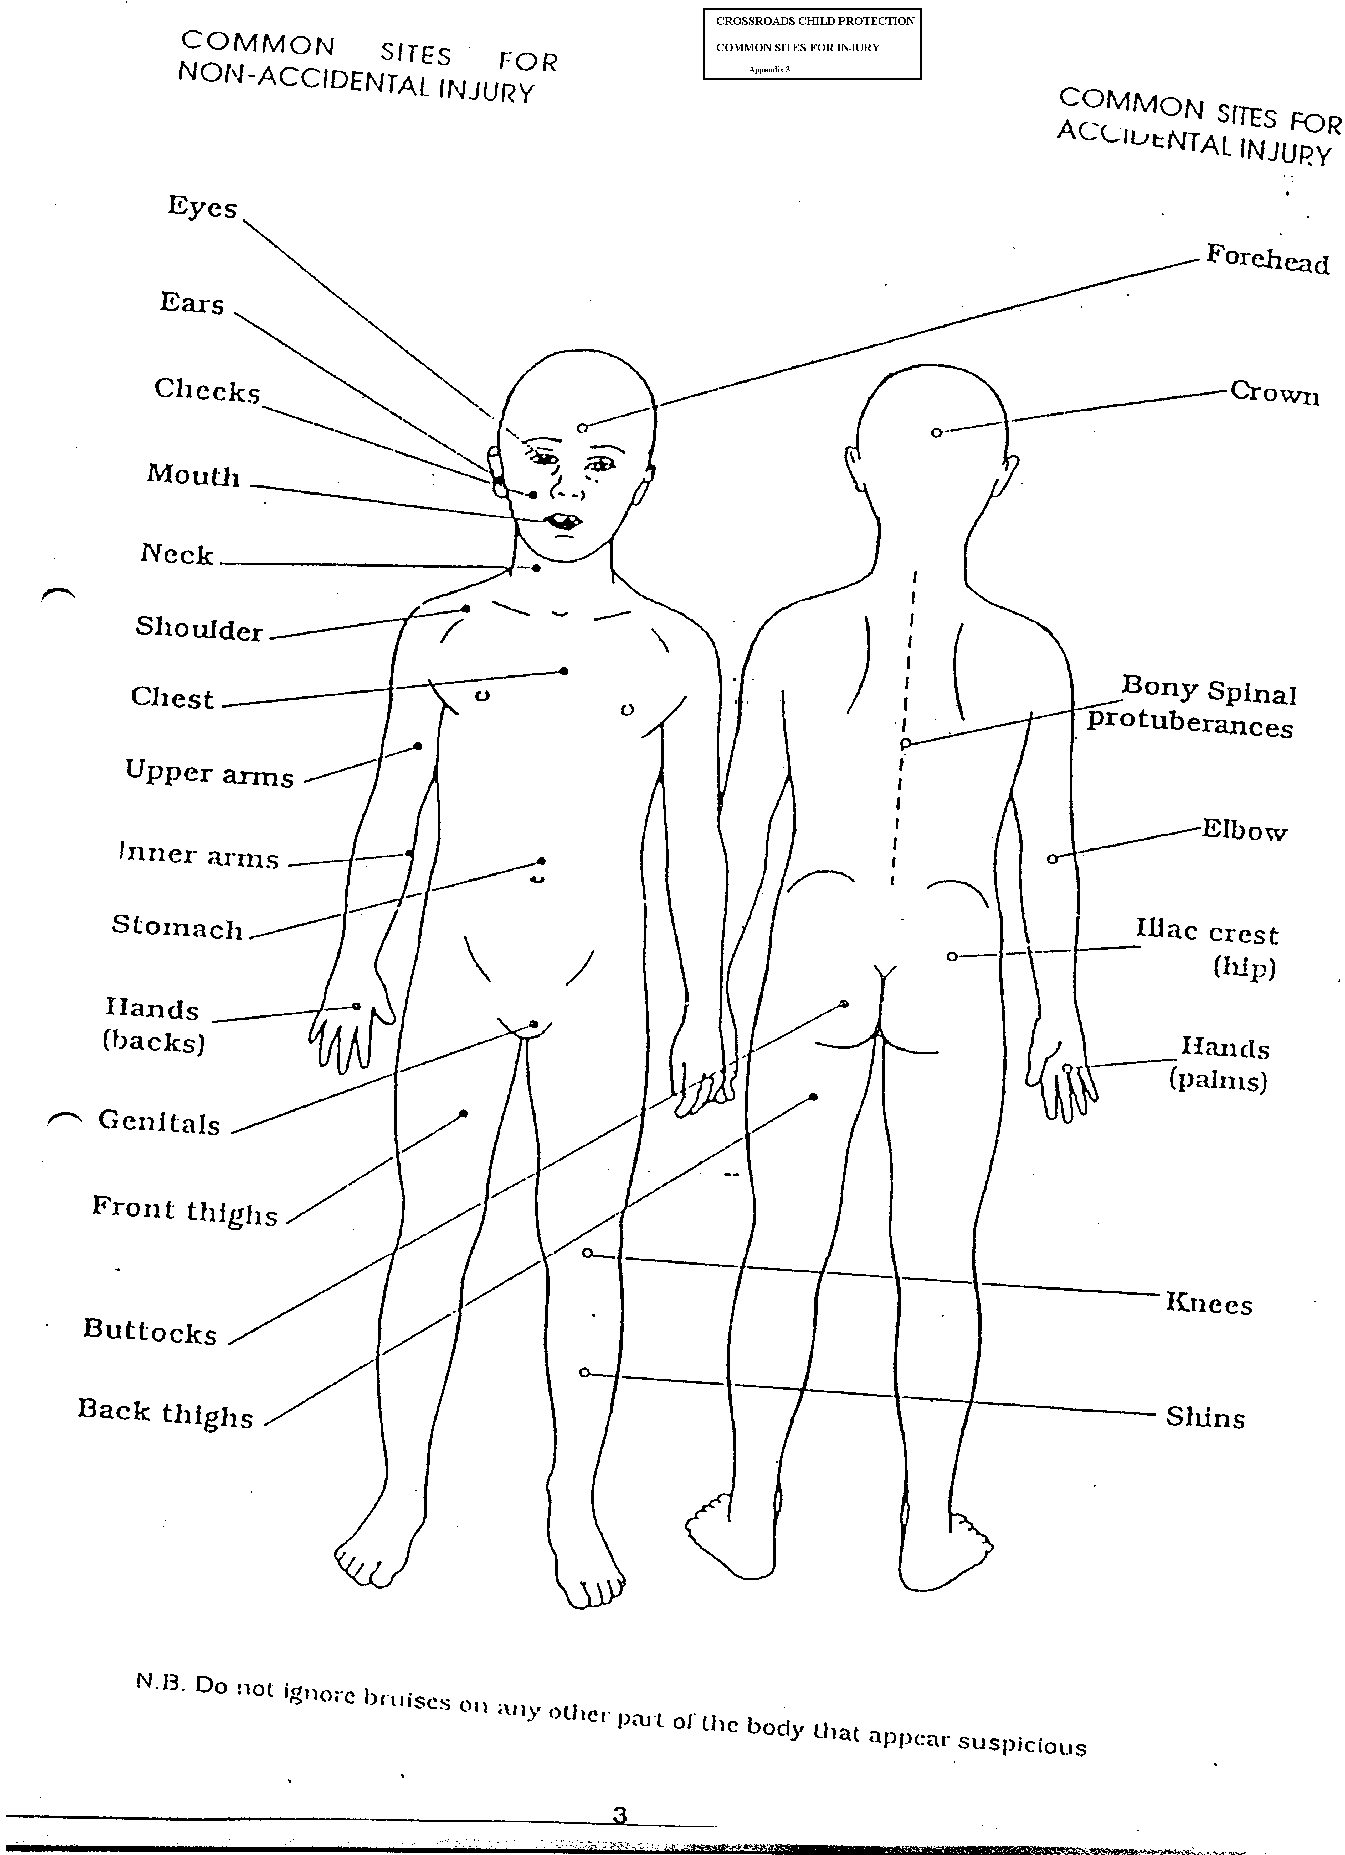 CROSSROADS CHILD PROTECTION
COMMON SITES FOR INJURY
Appendix 3
COMMON SITES FOR
NON-ACCIDENTAL INJURY
COMMON SITES FOR
ACCIDENTAL INJURY
Eyes
Ears
Cheeks
Mouth
Neck
Shoulder
Chest
Upper arms
Inner arms
Stomach
Hands
(backs)
Genitals
Front thighs
Buttocks
Back thighs
Forehead
Crown
Bony Spinal
protuberances
Elbow
Iliac crest
(hip)
Hands
(palms)
Knees
Shins
N.B. Do not ignore bruises on any other part of the body that appear suspicious
3